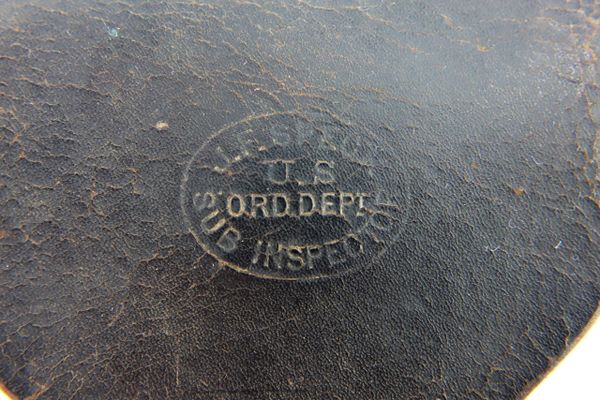 U.S
ORD. DEPT.
SUB INSPECTOR